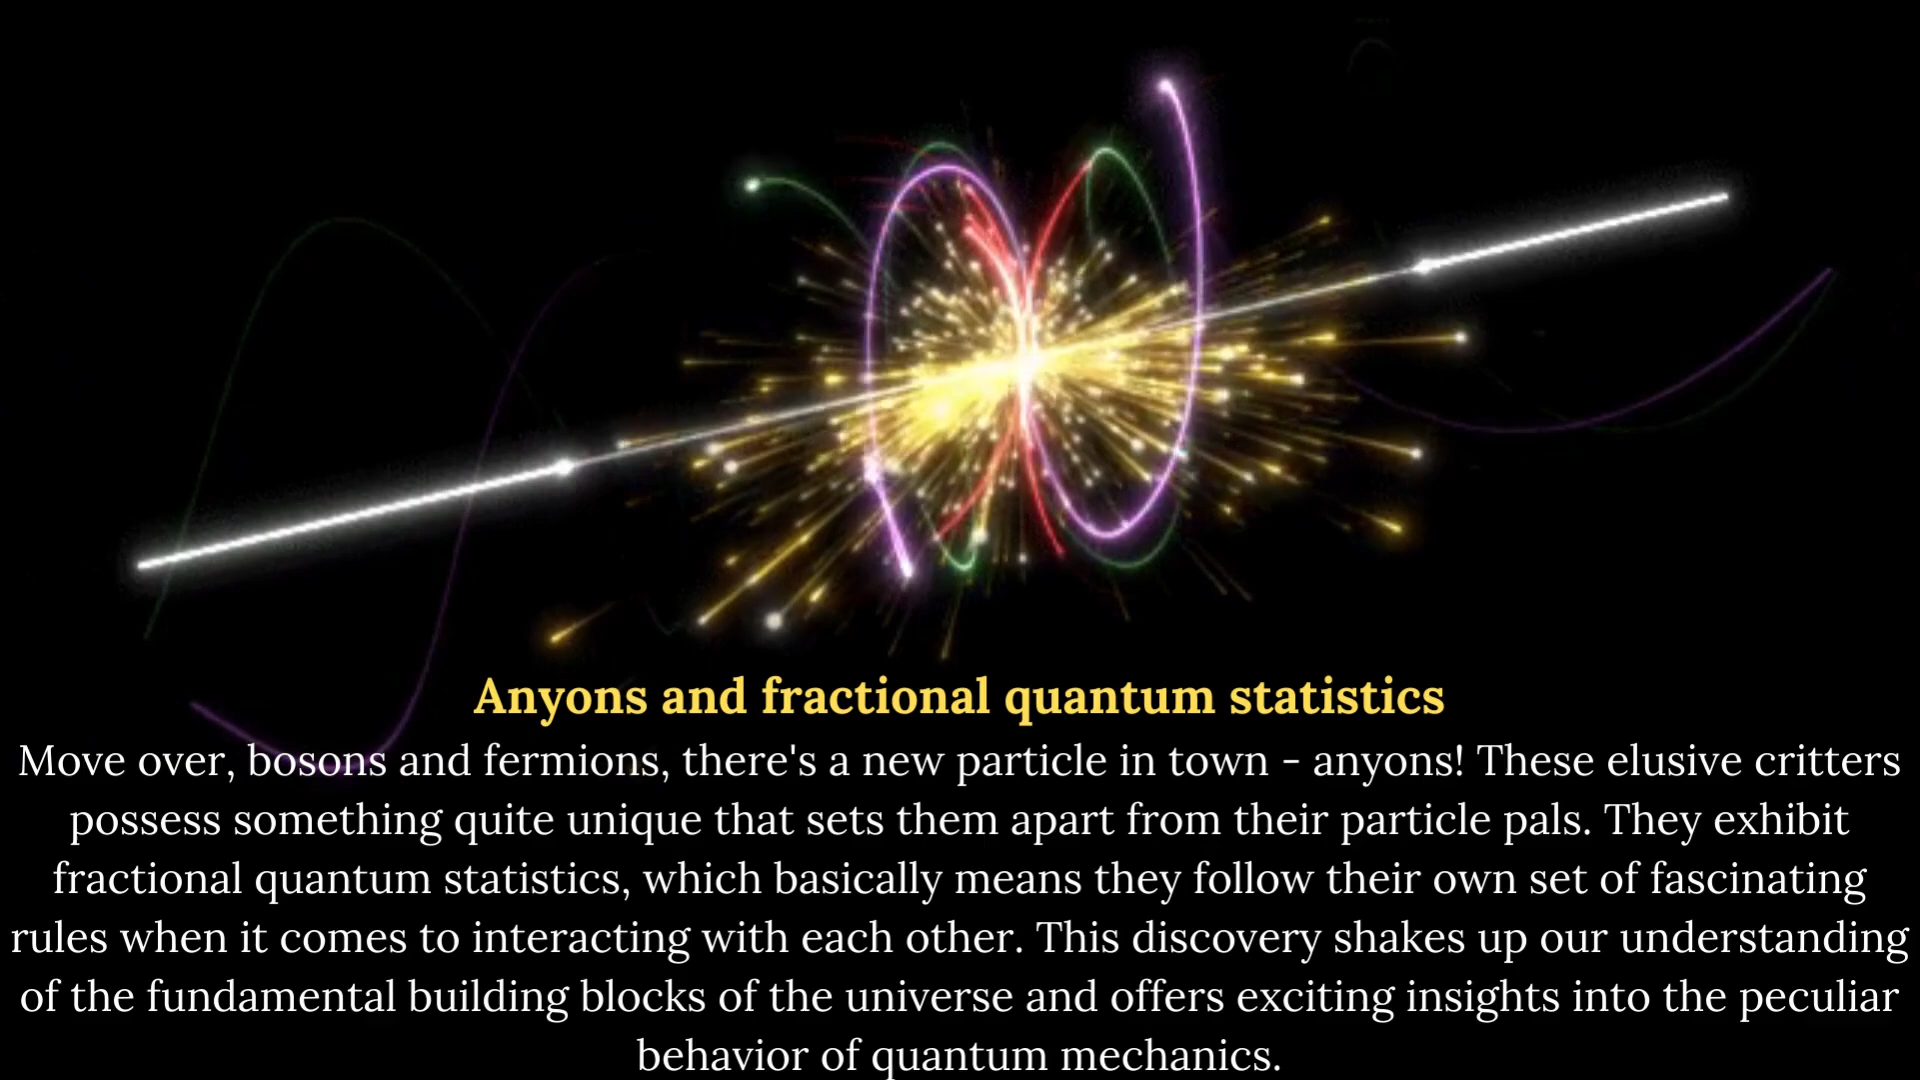 Anyons and fractional quantum statistics
Move over, bosons and fermions, there's a new particle in town - anyons! These elusive critters
possess something quite unique that sets them apart from their particle pals. They exhibit
fractional quantum statistics, which basically means they follow their own set of fascinating
rules when it comes to interacting with each other. This discovery shakes up our understanding
of the fundamental building blocks of the universe and offers exciting insights into the peculiar
behavior of quantum mechanics.